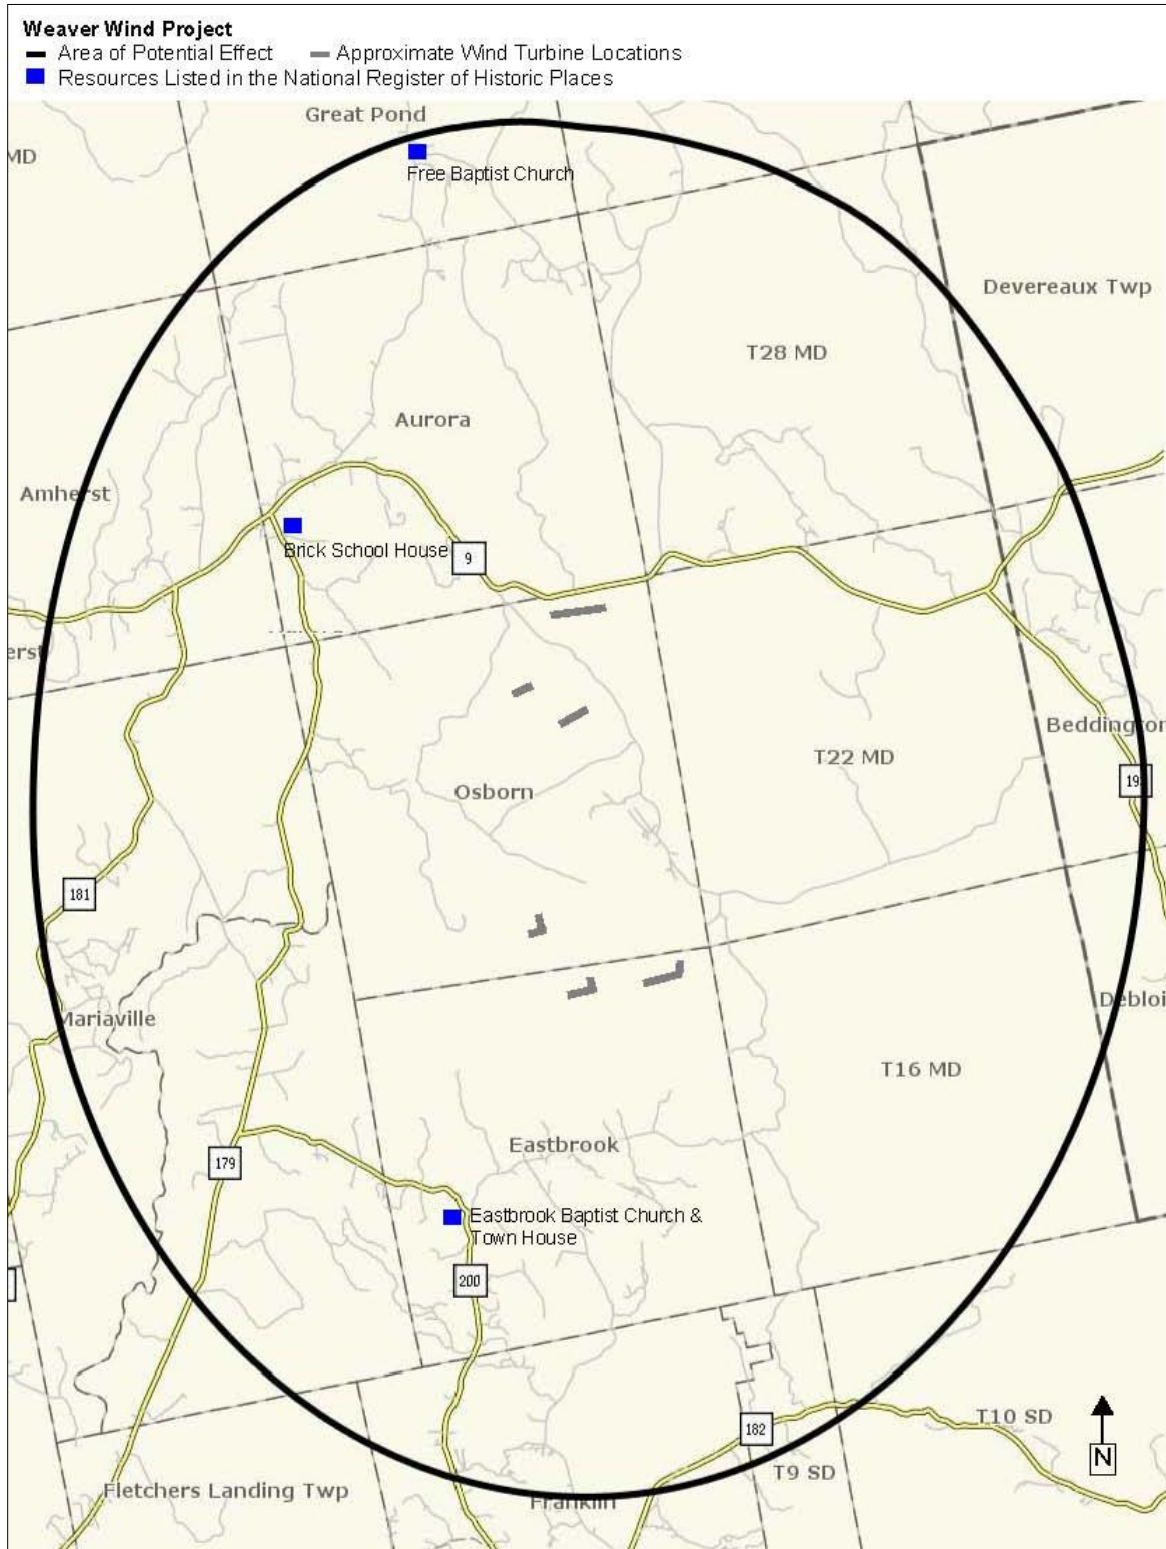 Weaver Wind Project
Area of Potential Effect
Approximate Wind Turbine Locations
Resources Listed in the National Register of Historic Places
Great Pond
MD
Free Baptist Church
Devereaux Twp
T28 MD
Aurora
Amherst
Brick School House
9
erst
Beddington
T22 MD
19
Osborn
181
Mariaville
Debloi
T16 MD
Eastbrook
179
Eastbrook Baptist Church &
Town House
200
182
T10 SD
N
T9 SD
Fletchers Landing Twp
Franklin